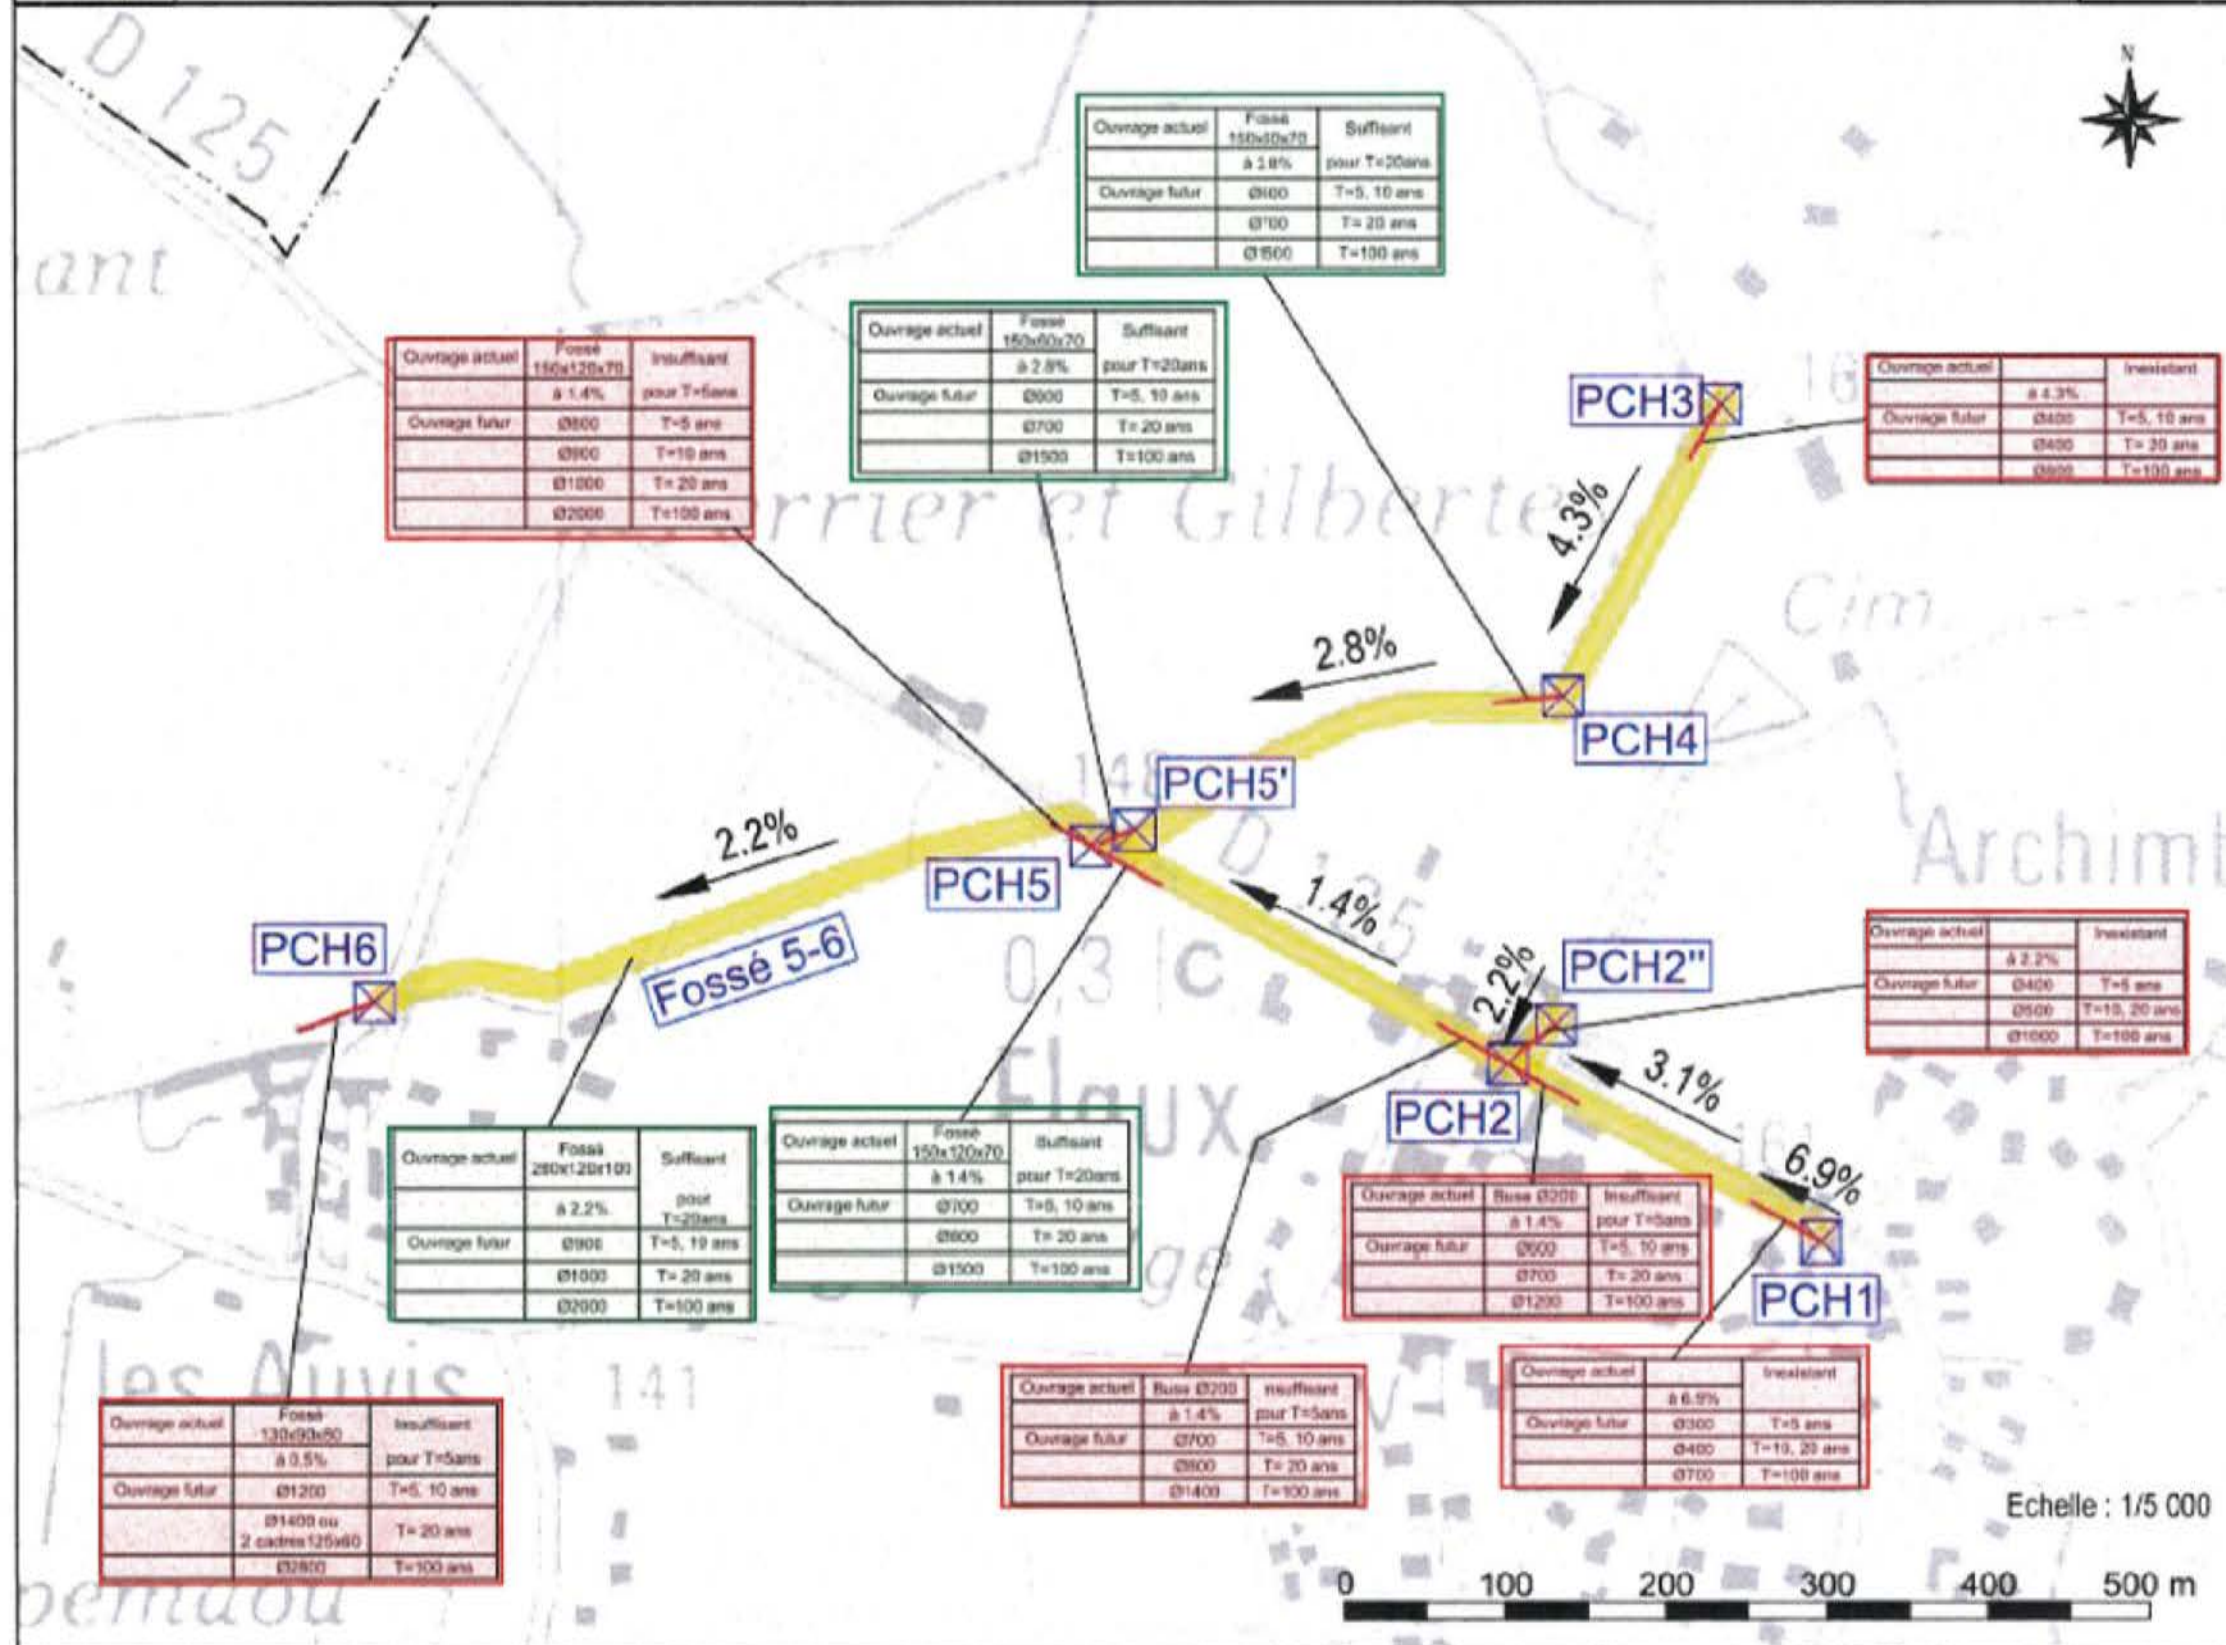 D 125
N
ant
Ouvrage actuel Fossé Suffisant
à 2.8% pour T=20ans
Ouvrage futur T=5, 10 ans
Ø700 T= 20 ans
Ø1500 T=100 ans
Ouvrage actuel Fossé 150x60x70 Suffisant
à 2.8% pour T=20ans
Ouvrage futur T=5, 10 ans
Ø700 T= 20 ans
Ø1500 T=100 ans
Ouvrage actuel Fossé 150x120x70 Insuffisant
à 1.4% pour T=5ans
Ouvrage futur Ø800 T=5 ans
Ø900 T=10 ans
Ø1000 T= 20 ans
Ø2000 T=100 ans
PCH3
Ouvrage actuel Inexistant
à 4.3%
Ouvrage futur Ø400 T=5, 10 ans
Ø400 T= 20 ans
T=100 ans
rrier et Gilberte
4.3%
Cim
2.8%
PCH4
148
PCH5'
2.2%
PCH5
D 125
1.4%
Archimb
PCH6
Fossé 5-6
0,3
C
2.2%
PCH2"
Ouvrage actuel Inexistant
à 2.2%
Ouvrage futur Ø400 T=5 ans
Ø500 T=10, 20 ans
Ø1000 T=100 ans
3.1%
Flaux
PCH2
161
6.9%
PCH1
Ouvrage actuel Fossé 280x120x100 Suffisant
à 2.2% pour T=20ans
Ouvrage futur Ø900 T=5, 10 ans
Ø1000 T= 20 ans
Ø2000 T=100 ans
Ouvrage actuel Fossé 150x120x70 Suffisant
à 1.4% pour T=20ans
Ouvrage futur Ø700 T=5, 10 ans
Ø800 T= 20 ans
Ø1500 T=100 ans
Ouvrage actuel Buse Ø200 Insuffisant
à 1.4% pour T=5ans
Ouvrage futur Ø600 T=5, 10 ans
Ø700 T= 20 ans
Ø1200 T=100 ans
les Auvis
141
Ouvrage actuel Buse Ø200 nsuffisant
à 1.4% pour T=5ans
Ouvrage futur Ø700 T=5, 10 ans
Ø800 T= 20 ans
Ø1400 T=100 ans
Ouvrage actuel Inexistant
à 6.9%
Ouvrage futur Ø300 T=5 ans
Ø400 T=10, 20 ans
Ø700 T=100 ans
Ouvrage actuel Fossé Insuffisant
à 0.5% pour T=5ans
Ouvrage futur Ø1200 T=5, 10 ans
Ø1400 ou 2 cadres 125x60 T= 20 ans
T=100 ans
Echelle : 1/5 000
0 100 200 300 400 500 m